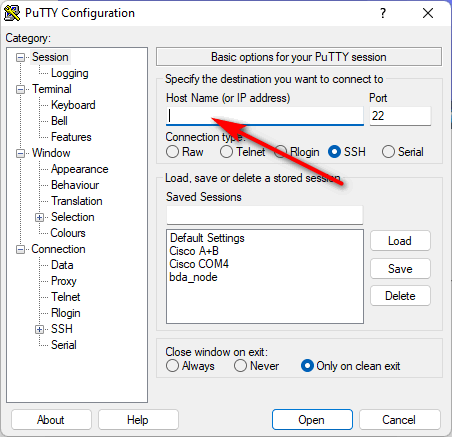 PuTTY Configuration
?
Category:
Session
Logging
Terminal
Keyboard
Bell
Features
Window
Appearance
Behaviour
Translation
Selection
Colours
Connection
Data
Proxy
Telnet
Rlogin
SSH
Serial
Basic options for your PuTTY session
Specify the destination you want to connect to
Host Name (or IP address) Port
22
Connection type:
Raw Telnet Rlogin SSH Serial
Load, save or delete a stored session
Saved Sessions
Default Settings
Cisco A+B
Cisco COM4
bda_node
Load
Save
Delete
Close window on exit:
Always Never Only on clean exit
About Help Open Cancel